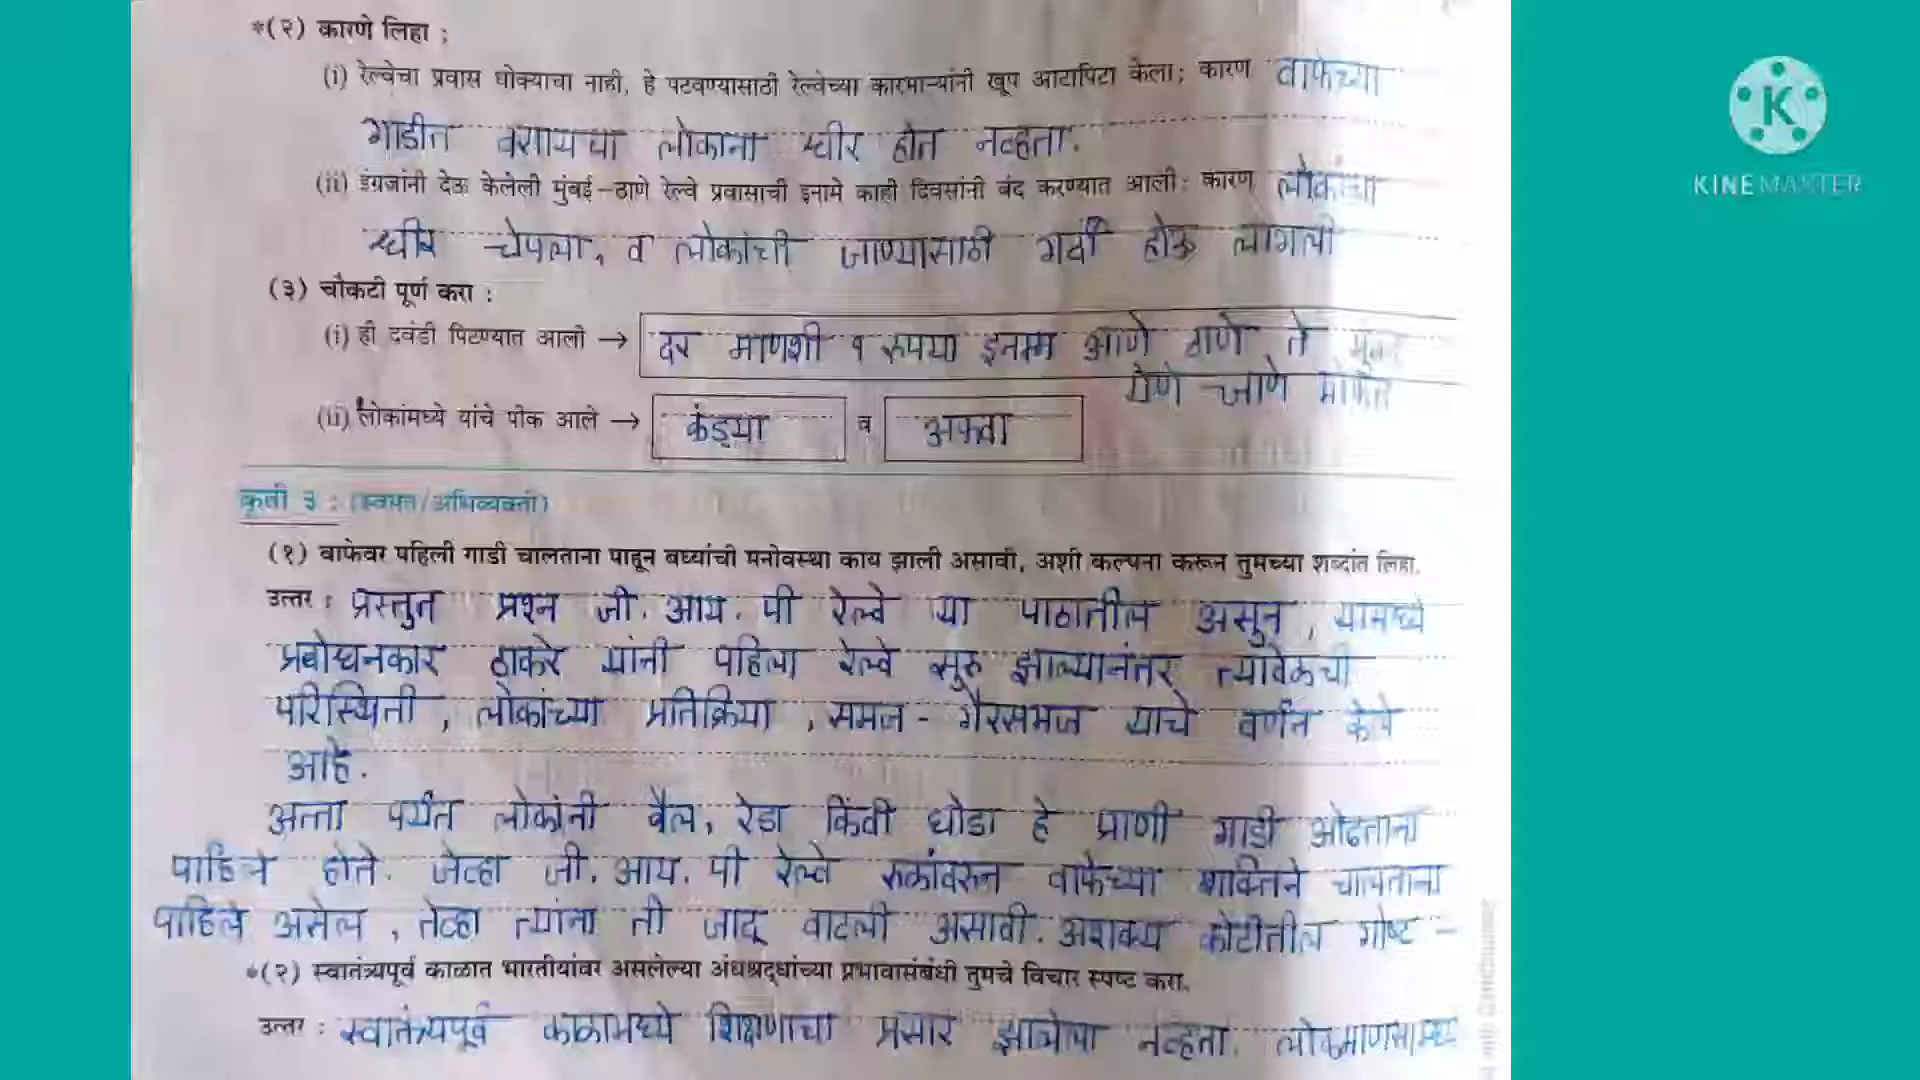 *(२) कारणे लिहा :
(i) रेल्वेचा प्रवास धोक्याचा नाही, हे पटवण्यासाठी रेल्वेच्या कारभाऱ्यांनी खूप आटापिटा केला; कारण वाफेच्या
गाडीत बसायचा लोकांना धीर होत नव्हता.
(ii) इंग्रजांनी देऊ केलेली मुंबई-ठाणे रेल्वे प्रवासाची इनामे काही दिवसांनी बंद करण्यात आली; कारण लोकांचा
धीर चेपला, व लोकांची जाण्यासाठी गर्दी होऊ लागली
(३) चौकटी पूर्ण करा :
(i) ही दवंडी पिटण्यात आली → दर माणशी १ रुपया इनाम आणे ठाणे ते
येणे जाणे मोफत
(ii) लोकांमध्ये यांचे पीक आले → कंड्या व अफवा
कृती ३ : (स्वमत/अभिव्यक्ती)
(१) वाफेवर पहिली गाडी चालताना पाहून बघ्यांची मनोवस्था काय झाली असावी, अशी कल्पना करून तुमच्या शब्दांत लिहा.
उत्तर : प्रस्तुत प्रश्न जी. आय. पी रेल्वे या पाठातील असून, यामध्ये
प्रबोधनकार ठाकरे यांनी पहिला रेल्वे सुरु झाल्यानंतर त्यावेळची
परिस्थिती, लोकांच्या प्रतिक्रिया, समज - गैरसमज याचे वर्णन केले
आहे.
अत्ता पर्यंत लोकांनी बैल, रेडा किंवी घोडा हे प्राणी गाडी ओढताना
पाहिले होते. जेव्हा जी. आय. पी रेल्वे रुळांवरुन वाफेच्या शक्तिने चालताना
पाहिले असेल, तेव्हा त्यांना ती जादू वाटली असावी. अशक्य कोटीतील गोष्ट -
*(२) स्वातंत्र्यपूर्व काळात भारतीयांवर असलेल्या अंधश्रद्धांच्या प्रभावासंबंधी तुमचे विचार स्पष्ट करा.
उत्तर : स्वातंत्र्यपूर्व काळामध्ये शिक्षणाचा प्रसार झालेला नव्हता.
KINEMASTER